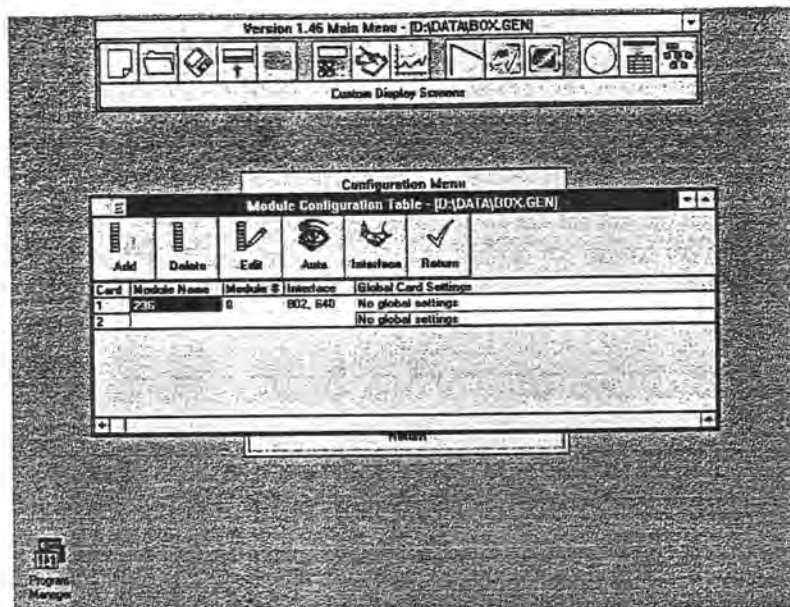 Version 1.46 Main Menu - [D:\DATA\BOX.GEN]
Custom Display Screens
Configuration Menu
Module Configuration Table - [D:\DATA\BOX.GEN]
Add Delete Edit Auto Interface Return
Card Module Name Module # Interface Global Card Settings
1 236 0 802, 640 No global settings
2 No global settings
Return
Program
Manager